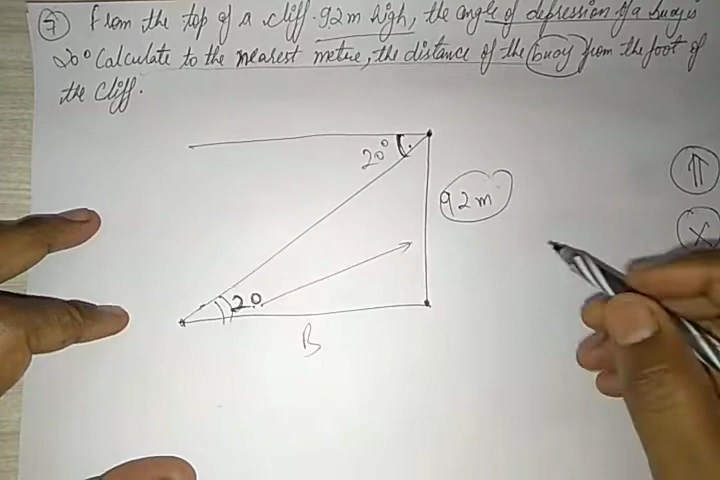 7 From the top of a cliff 92m high, the angle of depression of a buoy is
20° Calculate to the nearest metre, the distance of the buoy from the foot of
the Cliff.
20°
92m
20
B
X